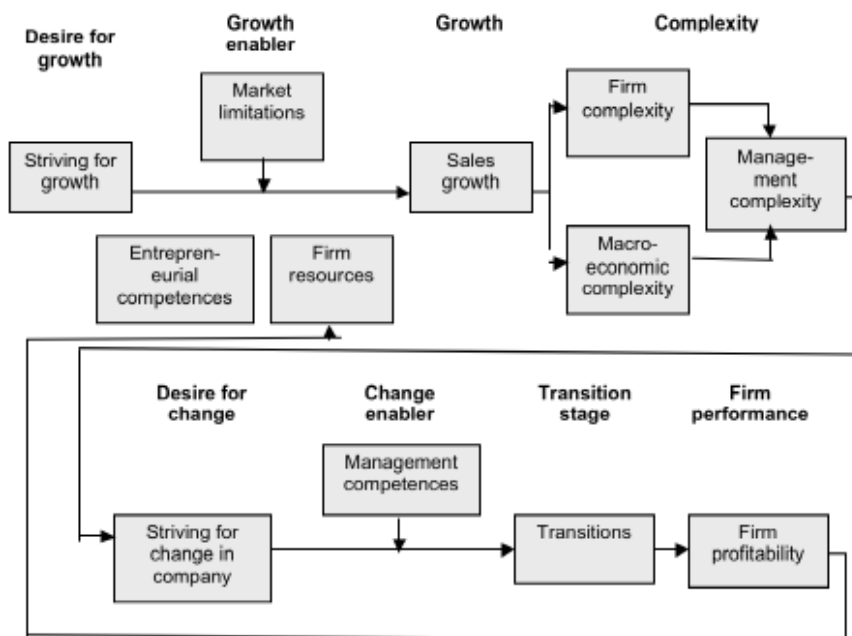 Desire for
growth
Growth
enabler
Growth
Complexity
Market
limitations
Firm
complexity
Striving for
growth
Sales
growth
Manage-
ment
complexity
Entrepren-
eurial
competences
Firm
resources
Macro-
economic
complexity
Desire for
change
Change
enabler
Transition
stage
Firm
performance
Management
competences
Striving for
change in
company
Transitions
Firm
profitability